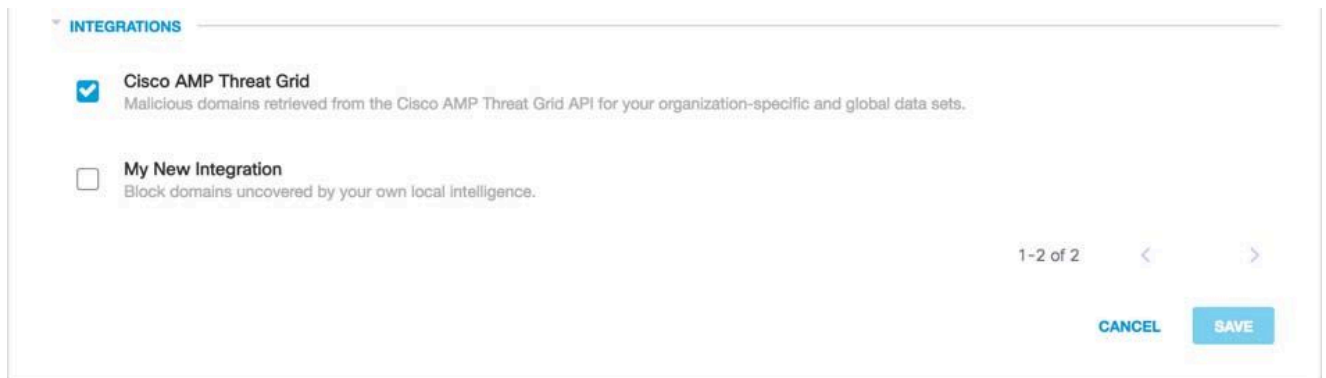 INTEGRATIONS
Cisco AMP Threat Grid
Malicious domains retrieved from the Cisco AMP Threat Grid API for your organization-specific and global data sets.
My New Integration
Block domains uncovered by your own local intelligence.
1-2 of 2
CANCEL SAVE